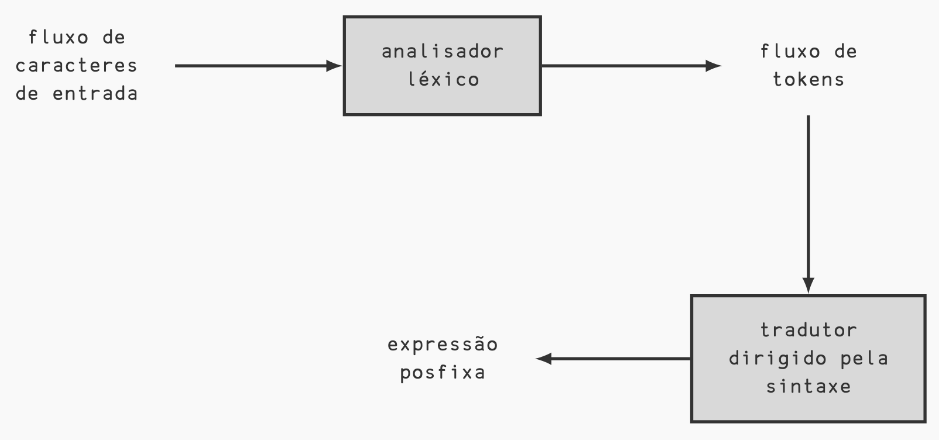 fluxo de
caracteres
de entrada
analisador
léxico
fluxo de
tokens
tradutor
dirigido pela
sintaxe
expressão
posfixa